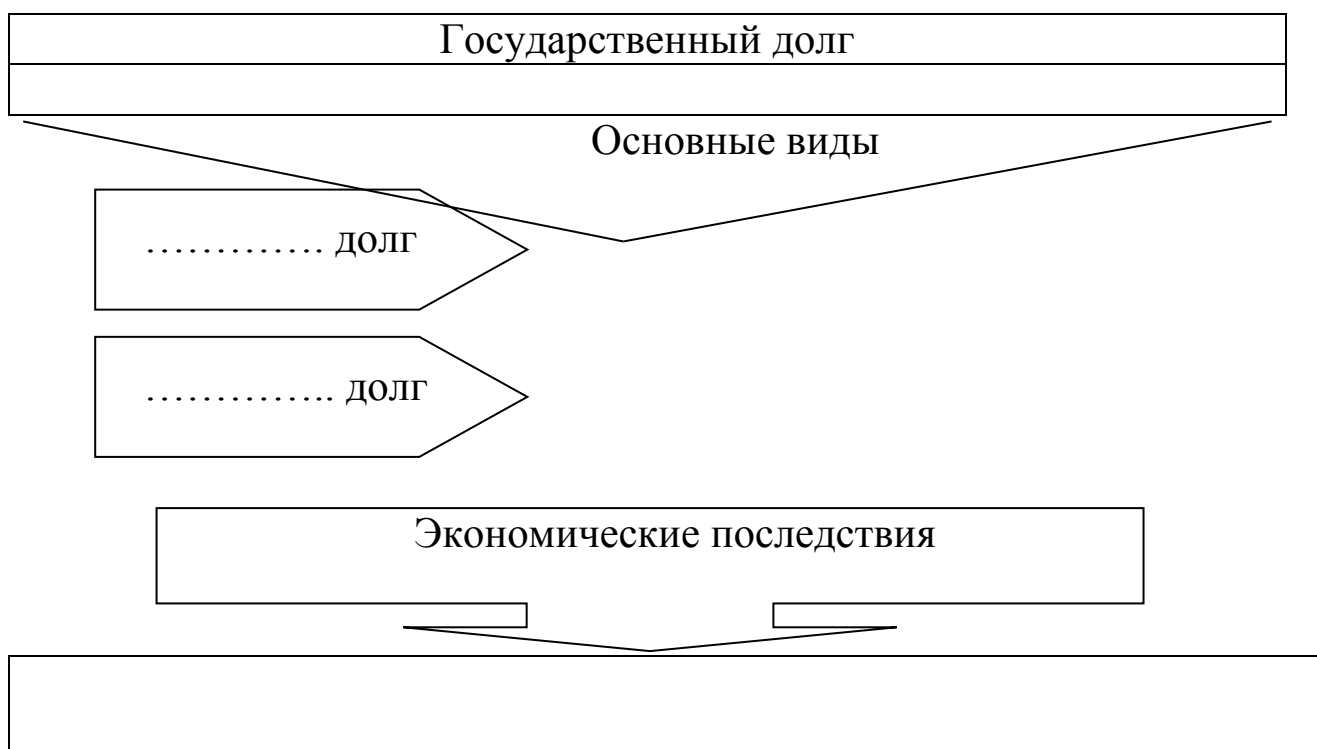 Государственный долг
Основные виды
…………. долг
………….. долг
Экономические последствия